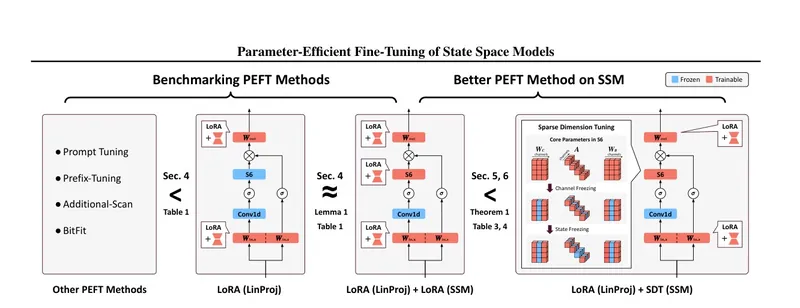 Parameter-Efficient Fine-Tuning of State Space Models
Benchmarking PEFT Methods
Better PEFT Method on SSM
Frozen
Trainable
Prompt Tuning
Prefix-Tuning
Additional-Scan
BitFit
Other PEFT Methods
Sec. 4
<
Table 1
LoRA
+
S6
σ
σ
Conv1d
LoRA
+
LoRA (LinProj)
Sec. 4
≈
Lemma 1
Table 1
LoRA
+
LoRA
+
S6
σ
σ
Conv1d
LoRA
+
LoRA (LinProj) + LoRA (SSM)
Sec. 5, 6
<
Theorem 1
Table 3, 4
Sparse Dimension Tuning
Core Parameters in S6
A
Channel Freezing
State Freezing
LoRA
+
S6
σ
σ
Conv1d
LoRA
+
LoRA (LinProj) + SDT (SSM)